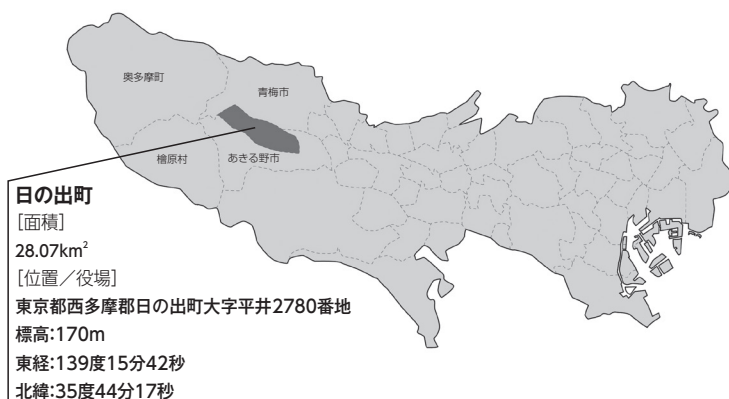 奥多摩町
青梅市
檜原村
あきる野市
日の出町
[面積]
28.07km²
[位置／役場]
東京都西多摩郡日の出町大字平井2780番地
標高:170m
東経:139度15分42秒
北緯:35度44分17秒